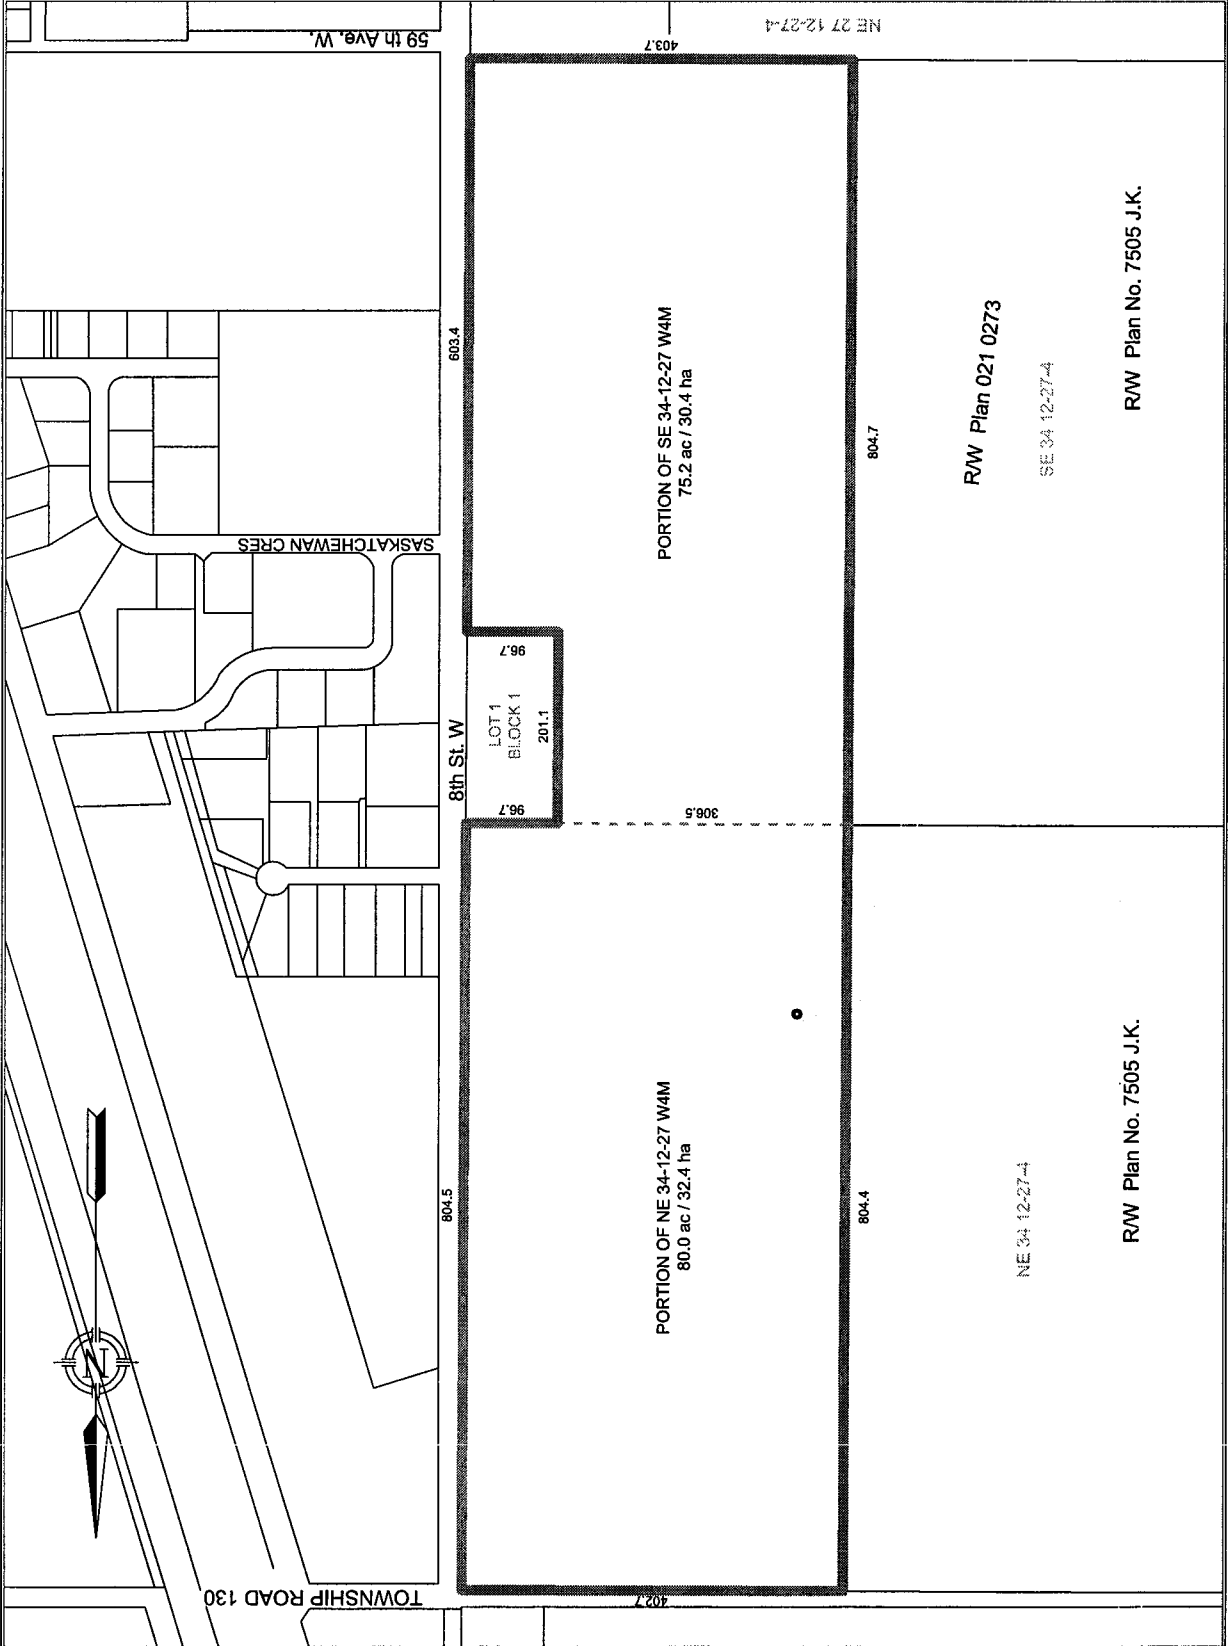 59 th Ave. W.
NE 27 12-27-4
403.7
603.4
PORTION OF SE 34-12-27 W4M
75.2 ac / 30.4 ha
804.7
R/W Plan 021 0273
SE 34 12-27-4
R/W Plan No. 7505 J.K.
SASKATCHEWAN CRES
96.7
LOT 1
BLOCK 1
201.1
8th St. W
96.7
306.5
N
804.5
PORTION OF NE 34-12-27 W4M
80.0 ac / 32.4 ha
804.4
NE 34 12-27-4
R/W Plan No. 7505 J.K.
TOWNSHIP ROAD 130
402.7